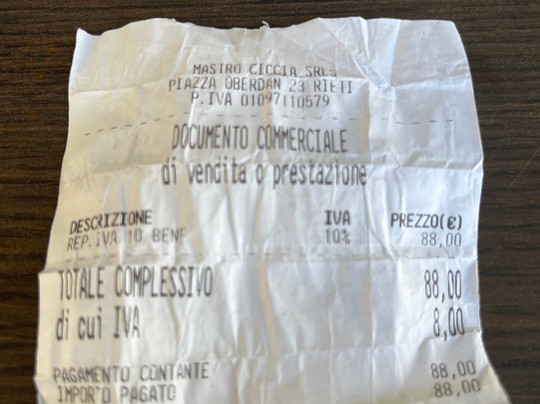 MASTRO CICCIA SRLS
PIAZZA OBERDAN 23 RIETI
P.IVA 01097110579
DOCUMENTO COMMERCIALE
di vendita o prestazione
DESCRIZIONE IVA PREZZO(€)
REP.IVA 10 BENE 10% 88,00
TOTALE COMPLESSIVO 88,00
di cui IVA 8,00
PAGAMENTO CONTANTE 88,00
IMPORTO PAGATO 88,00